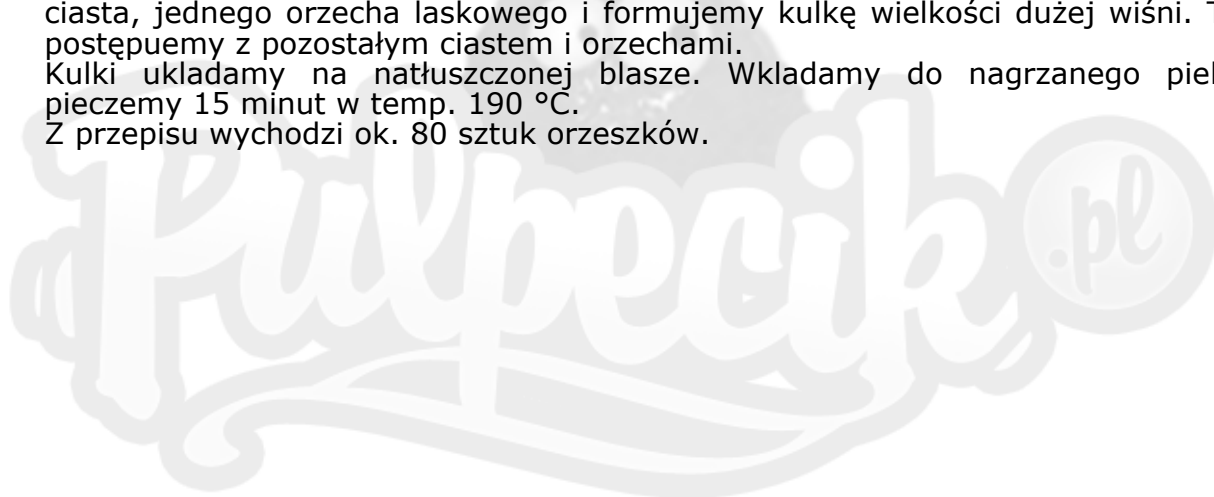 ciasta, jednego orzecha laskowego i formujemy kulkę wielkości dużej wiśni. T
postępuemy z pozostałym ciastem i orzechami.
Kulki ukladamy na natłuszczonej blasze. Wkladamy do nagrzanego
pieczemy 15 minut w temp. 190 °C.
Z przepisu wychodzi ok. 80 sztuk orzeszków.
Pulpecik .pl